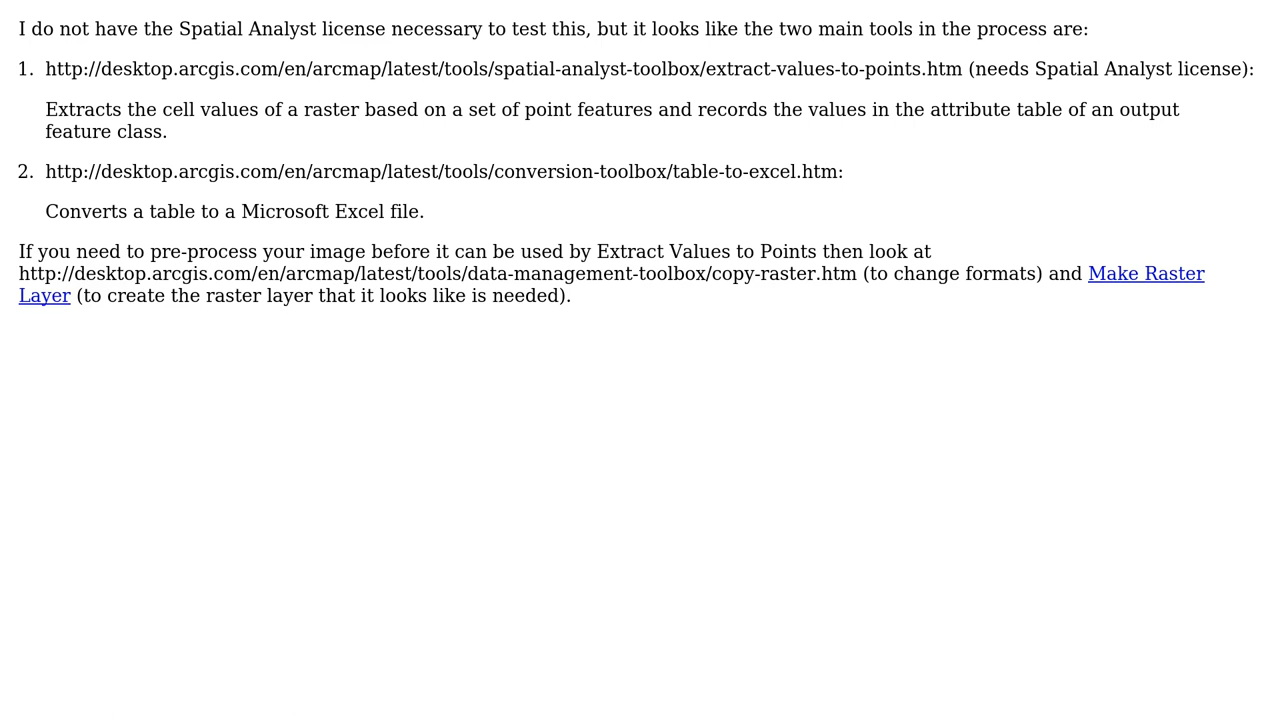 I do not have the Spatial Analyst license necessary to test this, but it looks like the two main tools in the process are:
1. http://desktop.arcgis.com/en/arcmap/latest/tools/spatial-analyst-toolbox/extract-values-to-points.htm (needs Spatial Analyst license):
Extracts the cell values of a raster based on a set of point features and records the values in the attribute table of an output
feature class.
2. http://desktop.arcgis.com/en/arcmap/latest/tools/conversion-toolbox/table-to-excel.htm:
Converts a table to a Microsoft Excel file.
If you need to pre-process your image before it can be used by Extract Values to Points then look at
http://desktop.arcgis.com/en/arcmap/latest/tools/data-management-toolbox/copy-raster.htm (to change formats) and Make Raster
Layer (to create the raster layer that it looks like is needed).